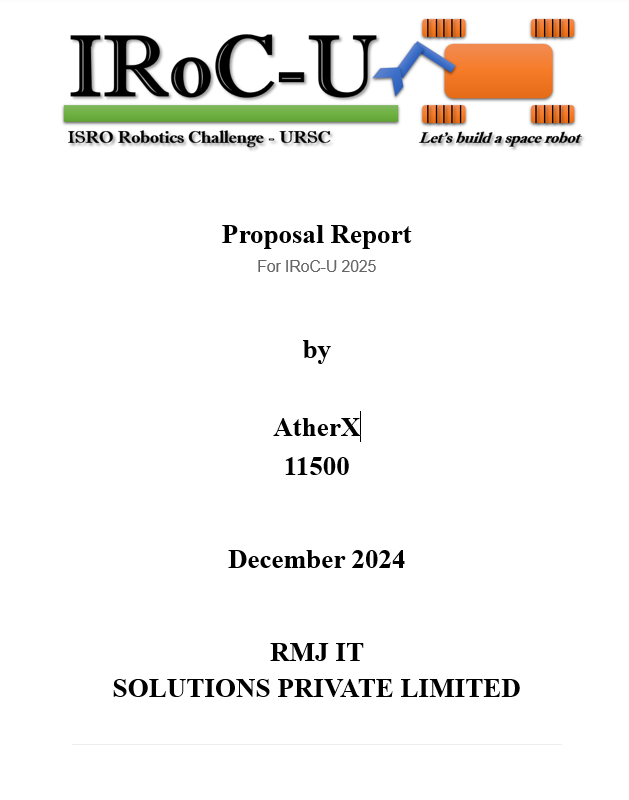 IRoC-U
ISRO Robotics Challenge - URSC
Let's build a space robot
Proposal Report
For IRoC-U 2025
by
AtherX
11500
December 2024
RMJ IT
SOLUTIONS PRIVATE LIMITED